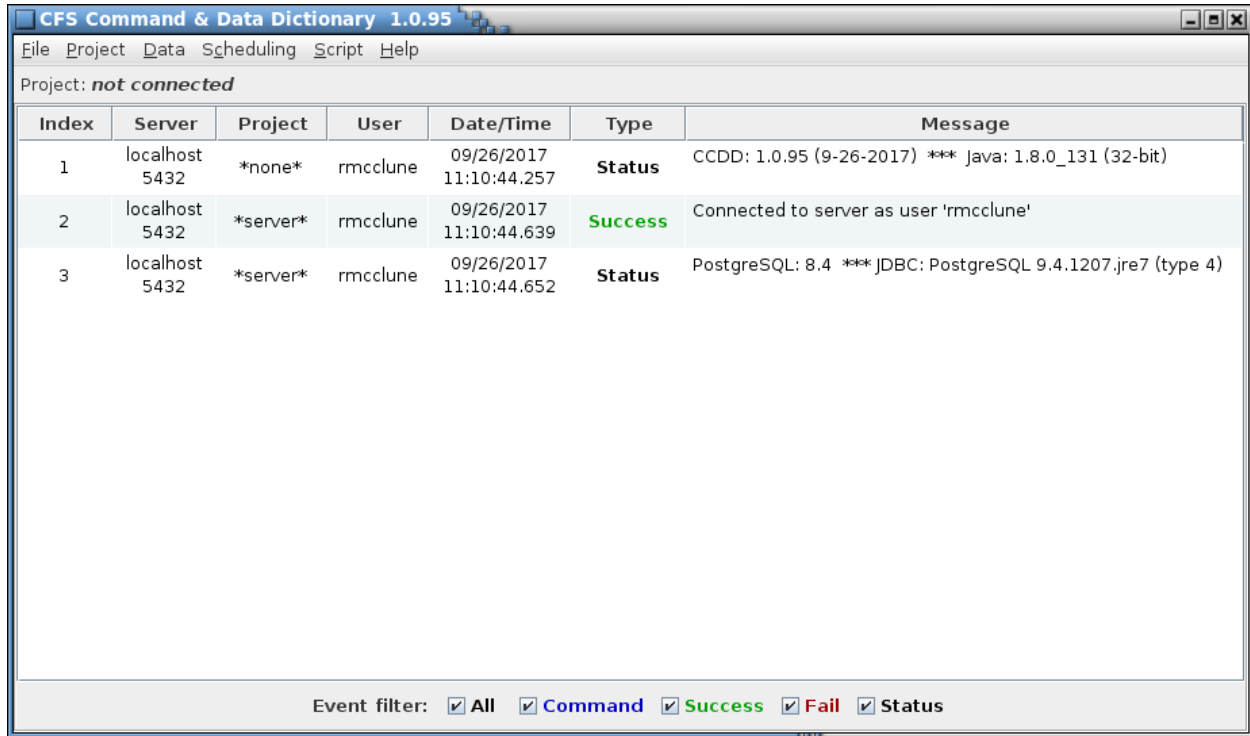 CFS Command & Data Dictionary 1.0.95
File Project Data Scheduling Script Help
Project: not connected
Index Server Project User Date/Time Type Message
1 localhost 5432 *none* rmcclune 09/26/2017 11:10:44.257 Status CCDD: 1.0.95 (9-26-2017) *** Java: 1.8.0_131 (32-bit)
2 localhost 5432 *server* rmcclune 09/26/2017 11:10:44.639 Success Connected to server as user 'rmcclune'
3 localhost 5432 *server* rmcclune 09/26/2017 11:10:44.652 Status PostgreSQL: 8.4 *** JDBC: PostgreSQL 9.4.1207.jre7 (type 4)
Event filter: All Command Success Fail Status